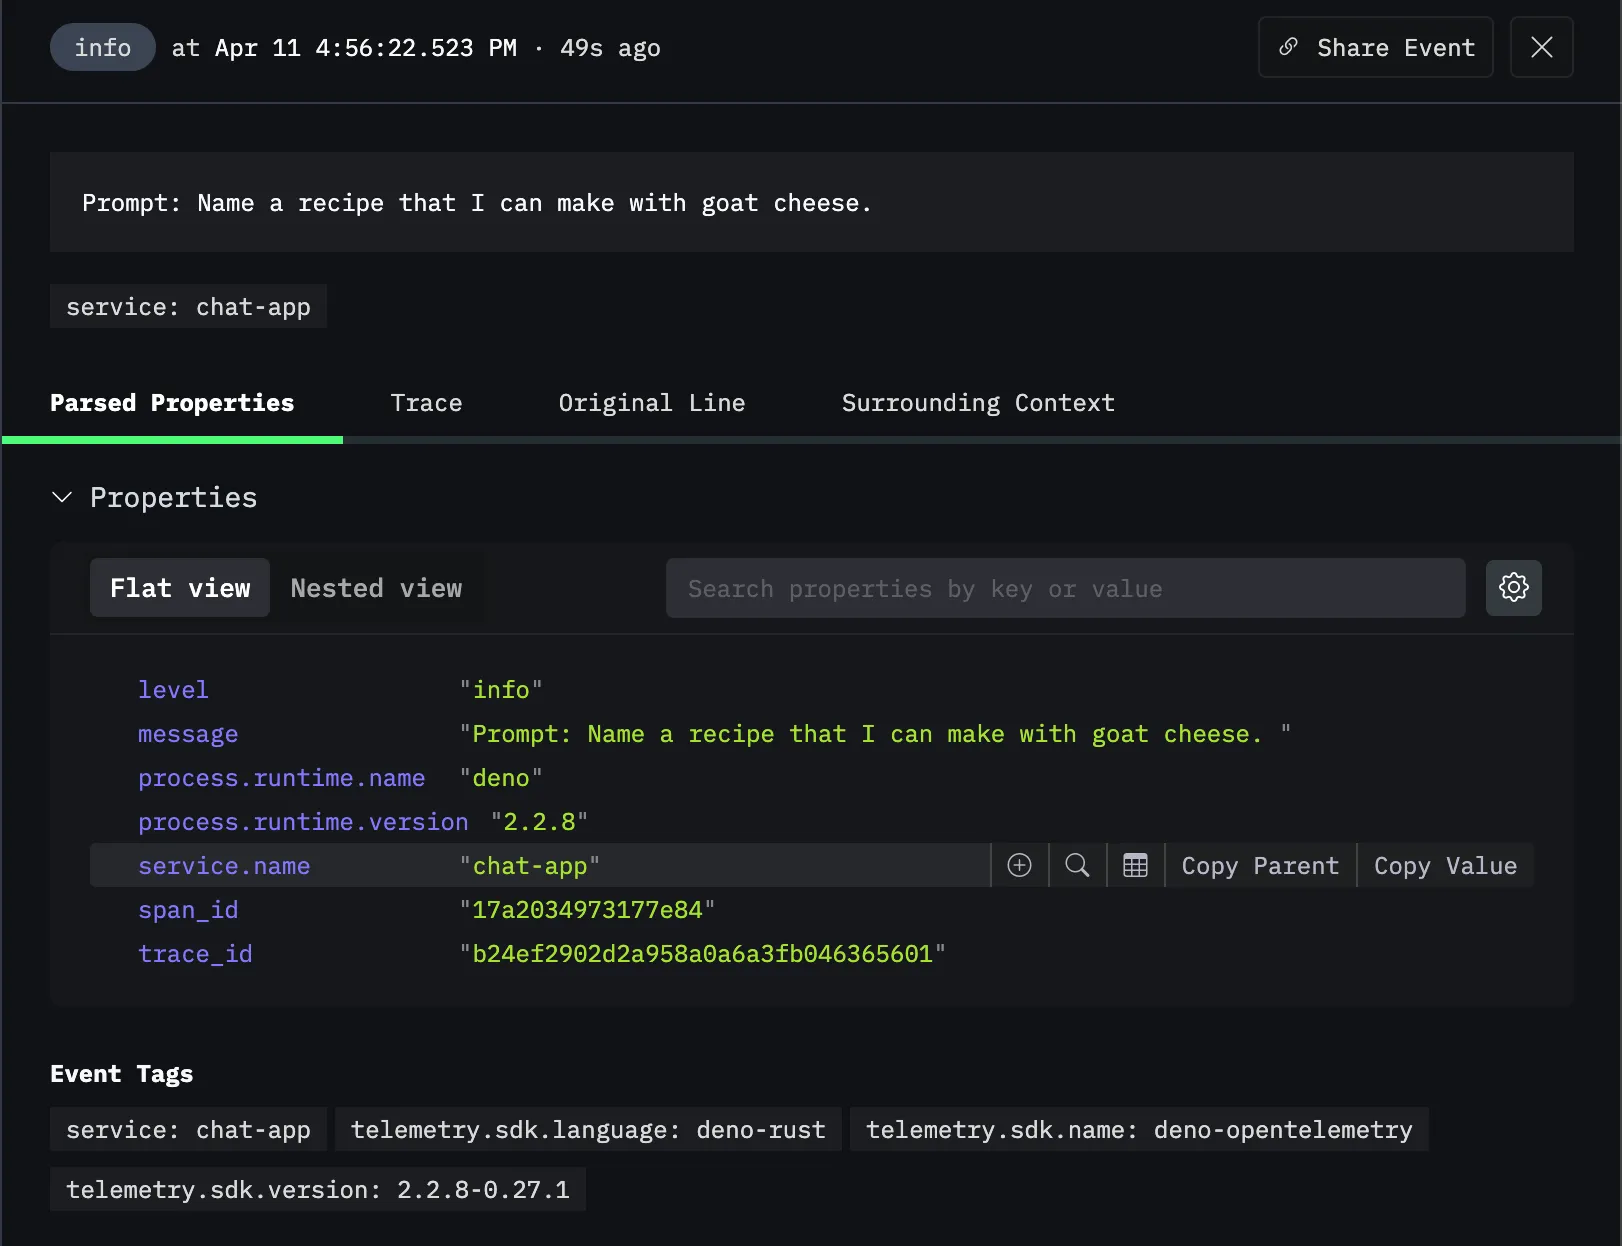 info at Apr 11 4:56:22.523 PM · 49s ago Share Event
Prompt: Name a recipe that I can make with goat cheese.
service: chat-app
Parsed Properties Trace Original Line Surrounding Context
Properties
Flat view Nested view Search properties by key or value
level "info"
message "Prompt: Name a recipe that I can make with goat cheese. "
process.runtime.name "deno"
process.runtime.version "2.2.8"
service.name "chat-app" Copy Parent Copy Value
span_id "17a2034973177e84"
trace_id "b24ef2902d2a958a0a6a3fb046365601"
Event Tags
service: chat-app telemetry.sdk.language: deno-rust telemetry.sdk.name: deno-opentelemetry
telemetry.sdk.version: 2.2.8-0.27.1